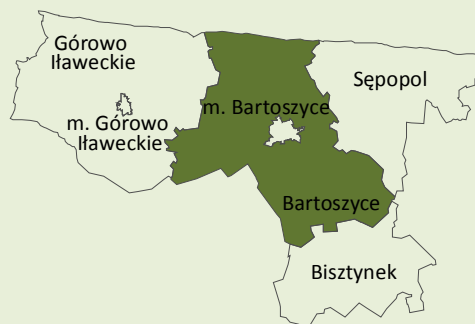 Górowo
Iławeckie
m. Górowo
Iławeckie
m. Bartoszyce
Sępopol
Bartoszyce
Bisztynek